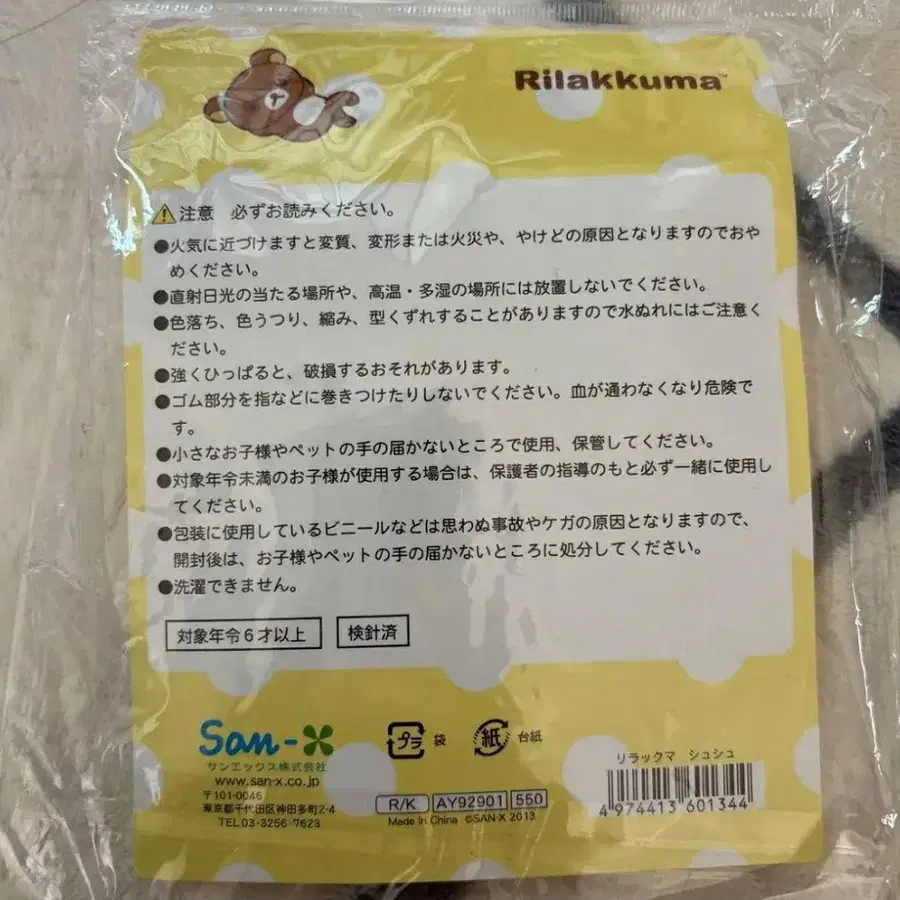 Rilakkuma™
注意　必ずお読みください。
●火気に近づけますと変質、変形または火災や、やけどの原因となりますのでおや
めください。
●直射日光の当たる場所や、高温・多湿の場所には放置しないでください。
●色落ち、色うつり、縮み、型くずれすることがありますので水ぬれにはご注意く
ださい。
●強くひっぱると、破損するおそれがあります。
●ゴム部分を指などに巻きつけたりしないでください。血が通わなくなり危険で
す。
●小さなお子様やペットの手の届かないところで使用、保管してください。
●対象年令未満のお子様が使用する場合は、保護者の指導のもと必ず一緒に使用し
てください。
●包装に使用しているビニールなどは思わぬ事故やケガの原因となりますので、
開封後は、お子様やペットの手の届かないところに処分してください。
●洗濯できません。
対象年令6才以上　検針済
San-X
サンエックス株式会社
www.san-x.co.jp
〒101-0046
東京都千代田区神田多町2-4
TEL.03-3256-7623
プラ 袋 紙 台紙
R/K AY92901 550
Made in China ©SAN-X 2013
リラックマ　シュシュ
4974413601344